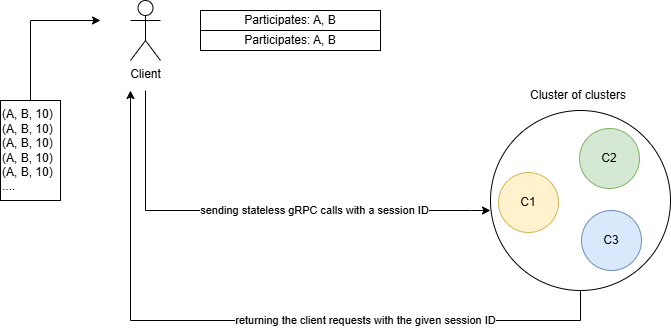 Participates: A, B
Participates: A, B
Client
Cluster of clusters
(A, B, 10)
(A, B, 10)
(A, B, 10)
(A, B, 10)
(A, B, 10)
....
C2
C1
C3
sending stateless gRPC calls with a session ID
returning the client requests with the given session ID